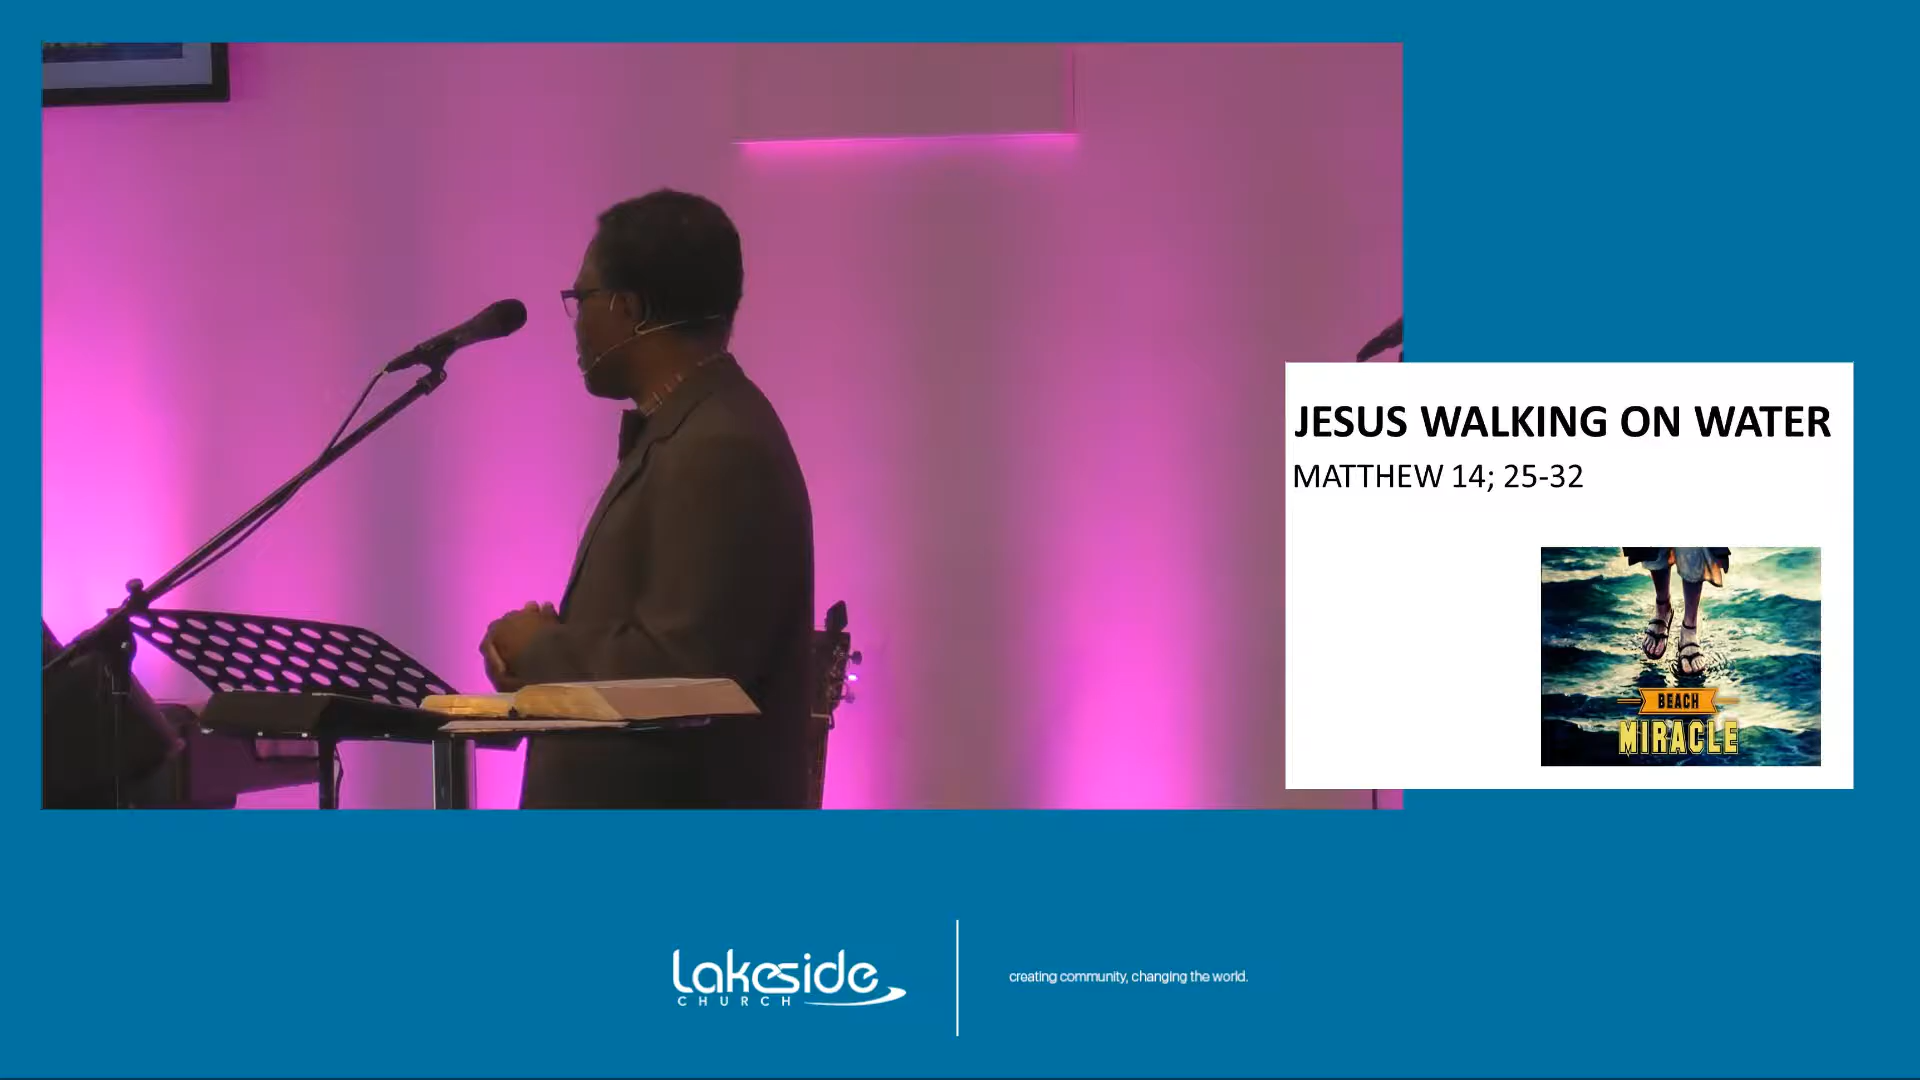 JESUS WALKING ON WATER
MATTHEW 14; 25-32
BEACH
MIRACLE
Lakeside
CHURCH
creating community, changing the world.